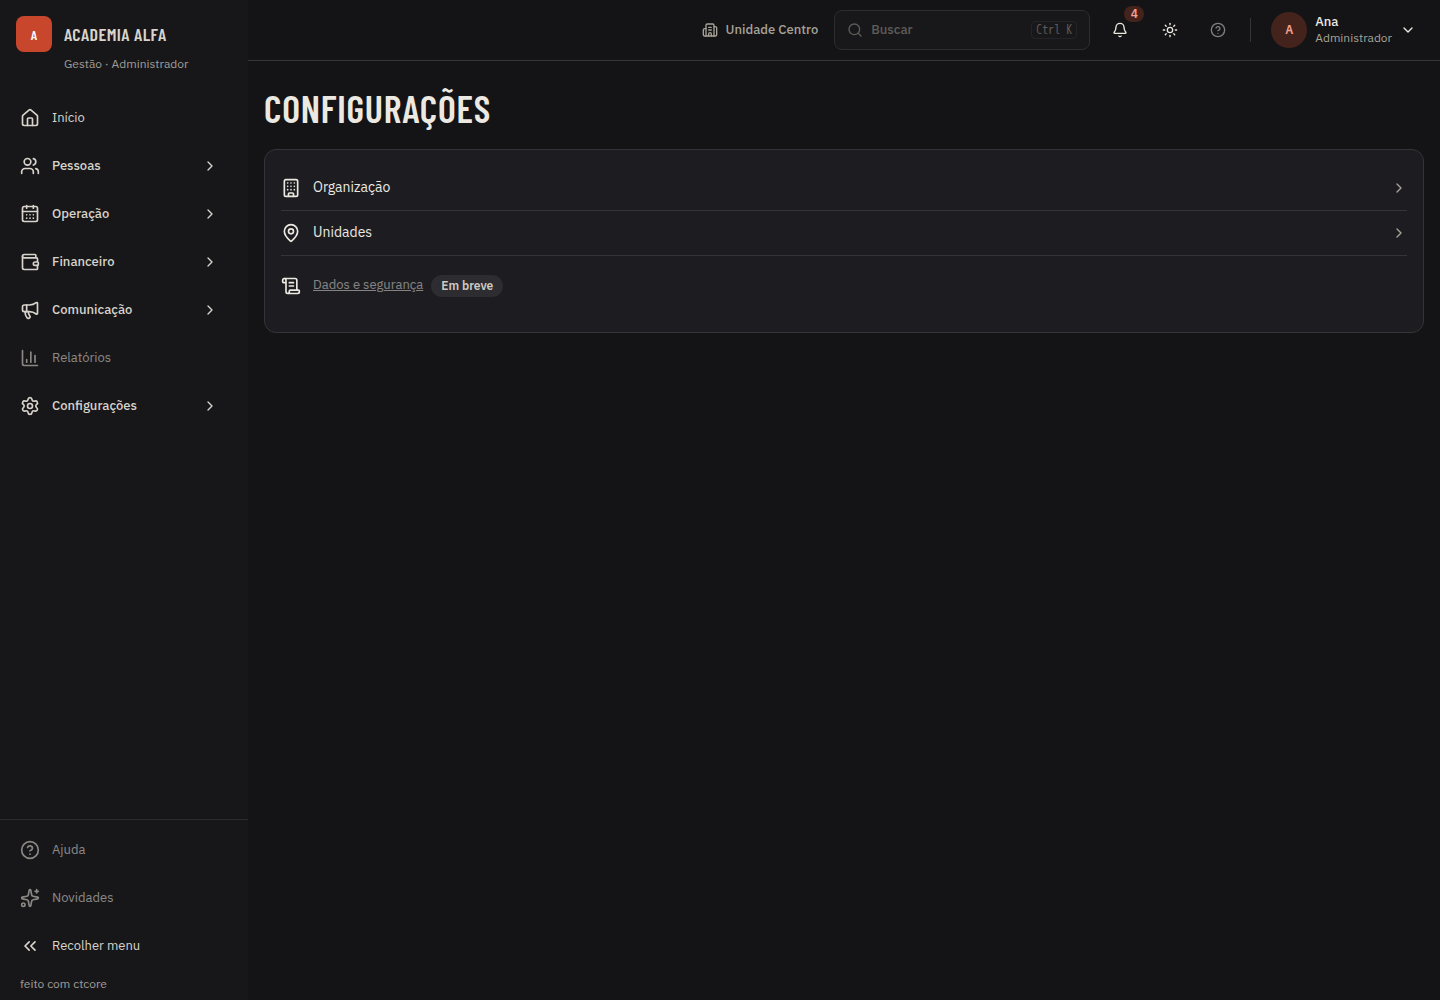 A
ACADEMIA ALFA
Gestão · Administrador
Início
Pessoas
Operação
Financeiro
Comunicação
Relatórios
Configurações
Ajuda
Novidades
Recolher menu
feito com ctcore
Unidade Centro
Buscar
Ctrl K
4
A
Ana
Administrador
CONFIGURAÇÕES
Organização
Unidades
Dados e segurança
Em breve